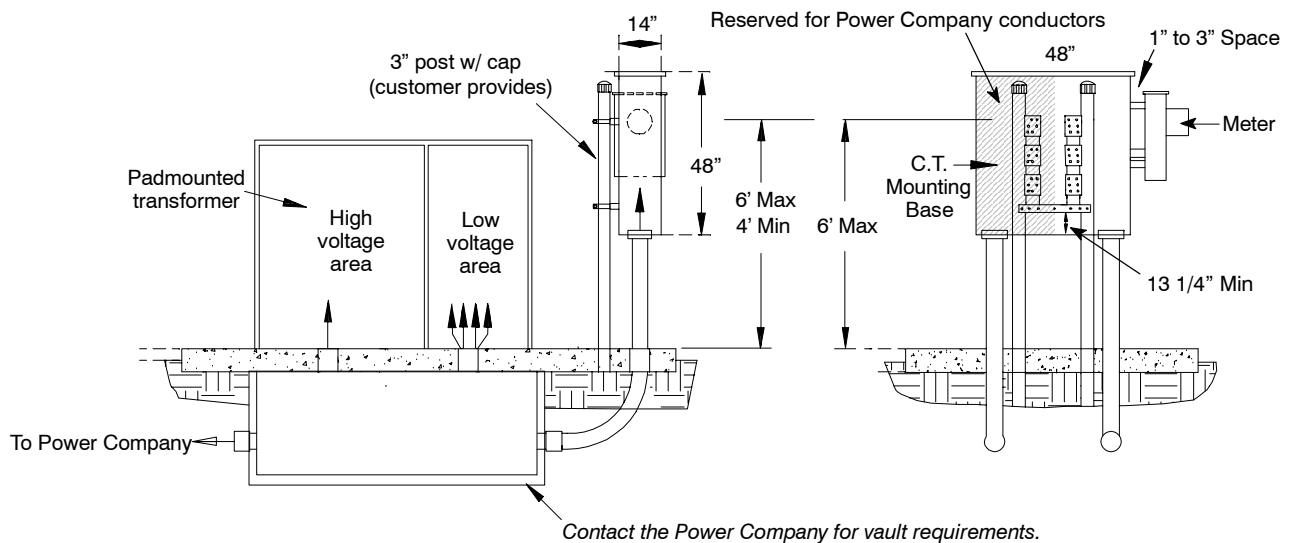 Reserved for Power Company conductors
14”
1” to 3” Space
48”
3” post w/ cap
(customer provides)
Meter
48”
C.T.
Mounting
Base
Padmounted
transformer
6’ Max
4’ Min
6’ Max
High
voltage
area
Low
voltage
area
13 1/4” Min
To Power Company
Contact the Power Company for vault requirements.